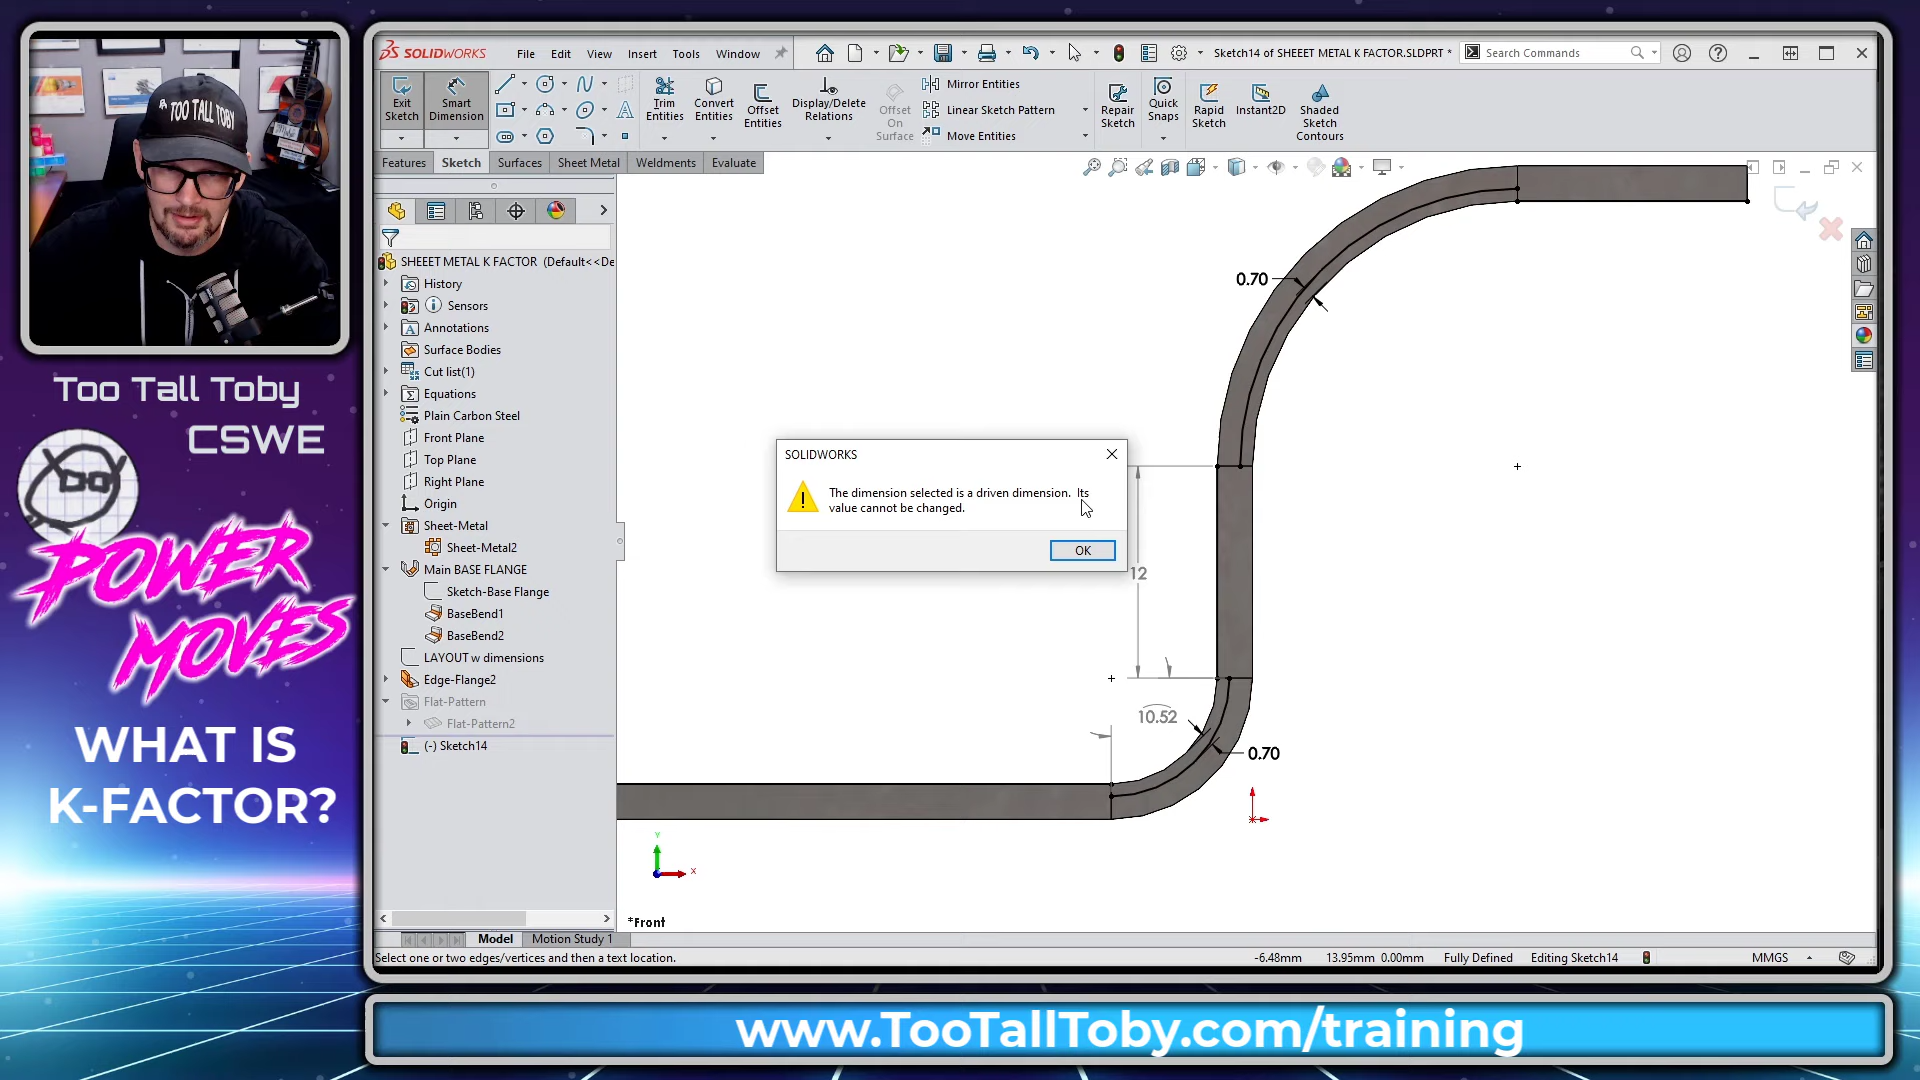 TOO TALL TOBY
Too Tall Toby
CSWE
POWER
MOVES
WHAT IS
K-FACTOR?
SOLIDWORKS
File Edit View Insert Tools Window
Sketch14 of SHEEET METAL K FACTOR.SLDPRT *
Search Commands
Exit Sketch
Smart Dimension
Trim Entities
Convert Entities
Offset Entities
Display/Delete Relations
Offset On Surface
Mirror Entities
Linear Sketch Pattern
Move Entities
Repair Sketch
Quick Snaps
Rapid Sketch
Instant2D
Shaded Sketch Contours
Features Sketch Surfaces Sheet Metal Weldments Evaluate
SHEEET METAL K FACTOR (Default<<De
History
Sensors
Annotations
Surface Bodies
Cut list(1)
Equations
Plain Carbon Steel
Front Plane
Top Plane
Right Plane
Origin
Sheet-Metal
Sheet-Metal2
Main BASE FLANGE
Sketch-Base Flange
BaseBend1
BaseBend2
LAYOUT w dimensions
Edge-Flange2
Flat-Pattern
Flat-Pattern2
(-) Sketch14
0.70
SOLIDWORKS
The dimension selected is a driven dimension. Its
value cannot be changed.
OK
12
10.52
0.70
Y
X
*Front
Model Motion Study 1
Select one or two edges/vertices and then a text location.
-6.48mm 13.95mm 0.00mm Fully Defined Editing Sketch14 MMGS
www.TooTallToby.com/training